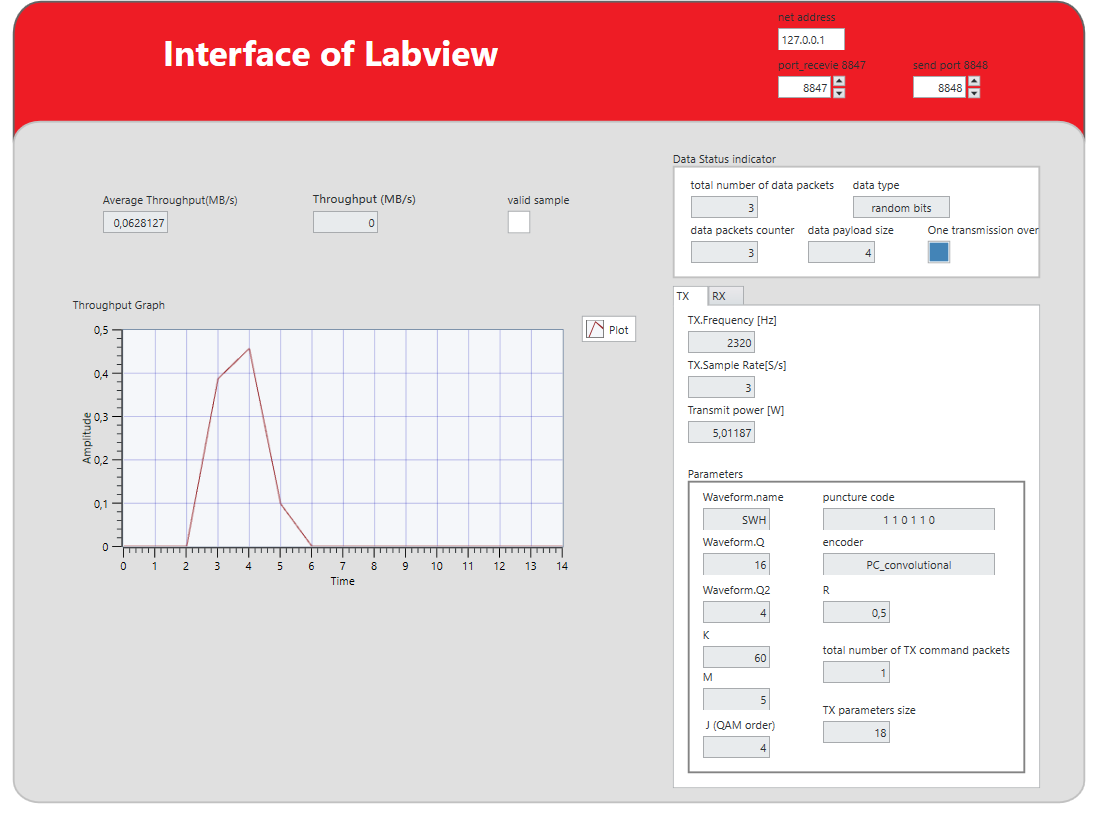 Interface of Labview
net address
127.0.0.1
port_recevie 8847
send port 8848
8847
8848
Average Throughput(MB/s)
Throughput (MB/s)
valid sample
0,0628127
0
Data Status indicator
total number of data packets
data type
3
random bits
data packets counter
data payload size
One transmission over
3
4
Throughput Graph
Plot
Amplitude
0,5
0,4
0,3
0,2
0,1
0
0 1 2 3 4 5 6 7 8 9 10 11 12 13 14
Time
TX
RX
TX.Frequency [Hz]
2320
TX.Sample Rate[S/s]
3
Transmit power [W]
5,01187
Parameters
Waveform.name
puncture code
SWH
1 1 0 1 1 0
Waveform.Q
encoder
16
PC_convolutional
Waveform.Q2
R
4
0,5
K
60
total number of TX command packets
1
M
5
TX parameters size
18
J (QAM order)
4